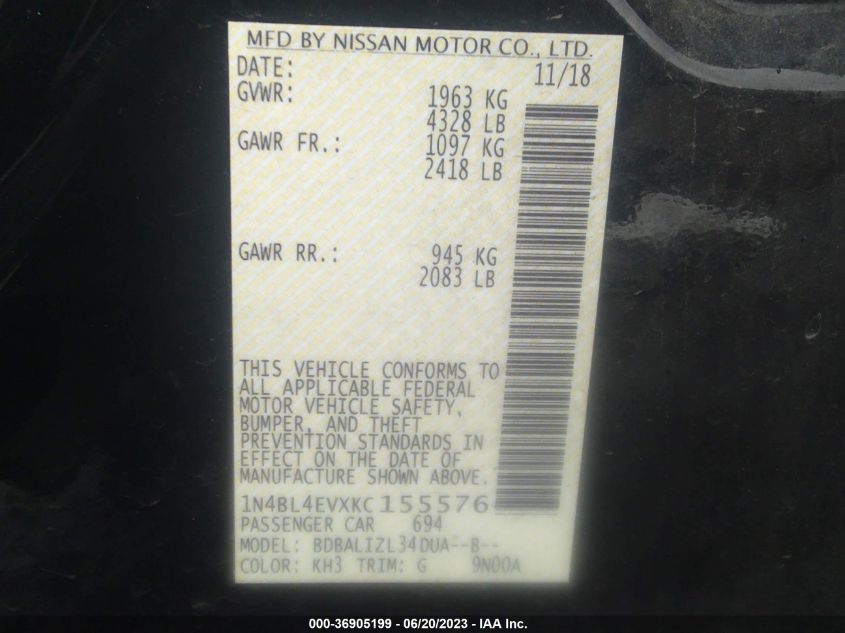 MFD BY NISSAN MOTOR CO., LTD.
DATE: 11/18
GVWR: 1963 KG
4328 LB
GAWR FR.: 1097 KG
2418 LB
GAWR RR.: 945 KG
2083 LB
THIS VEHICLE CONFORMS TO
ALL APPLICABLE FEDERAL
MOTOR VEHICLE SAFETY,
BUMPER, AND THEFT
PREVENTION STANDARDS IN
EFFECT ON THE DATE OF
MANUFACTURE SHOWN ABOVE.
1N4BL4EVXKC155576
PASSENGER CAR 694
MODEL: BDBALIZL34DUA--B--
COLOR: KH3 TRIM: G 9N00A
000-36905199 - 06/20/2023 - IAA Inc.